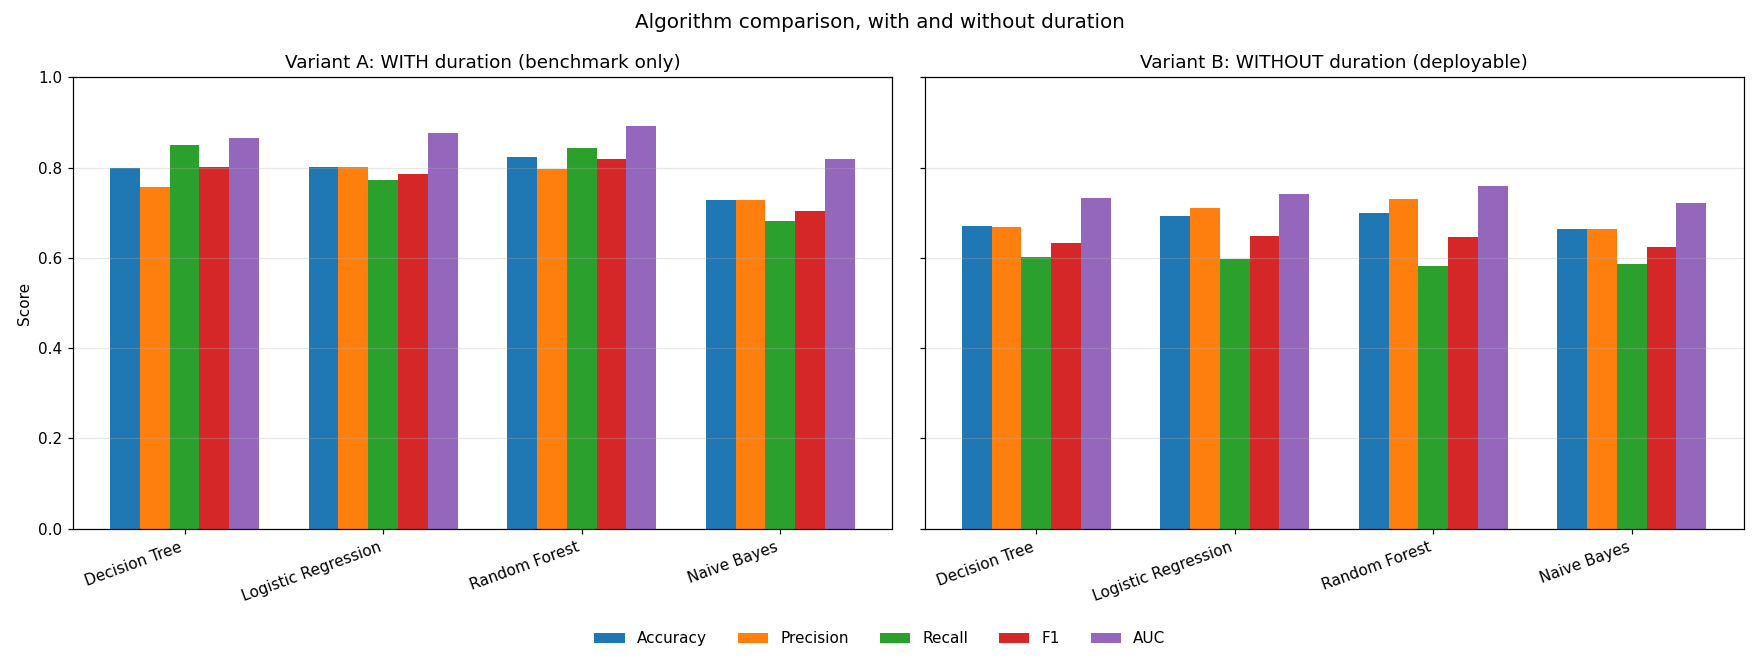 Algorithm comparison, with and without duration
Variant A: WITH duration (benchmark only)
Score
1.0
0.8
0.6
0.4
0.2
0.0
Decision Tree
Logistic Regression
Random Forest
Naive Bayes
Variant B: WITHOUT duration (deployable)
Decision Tree
Logistic Regression
Random Forest
Naive Bayes
Accuracy Precision Recall F1 AUC